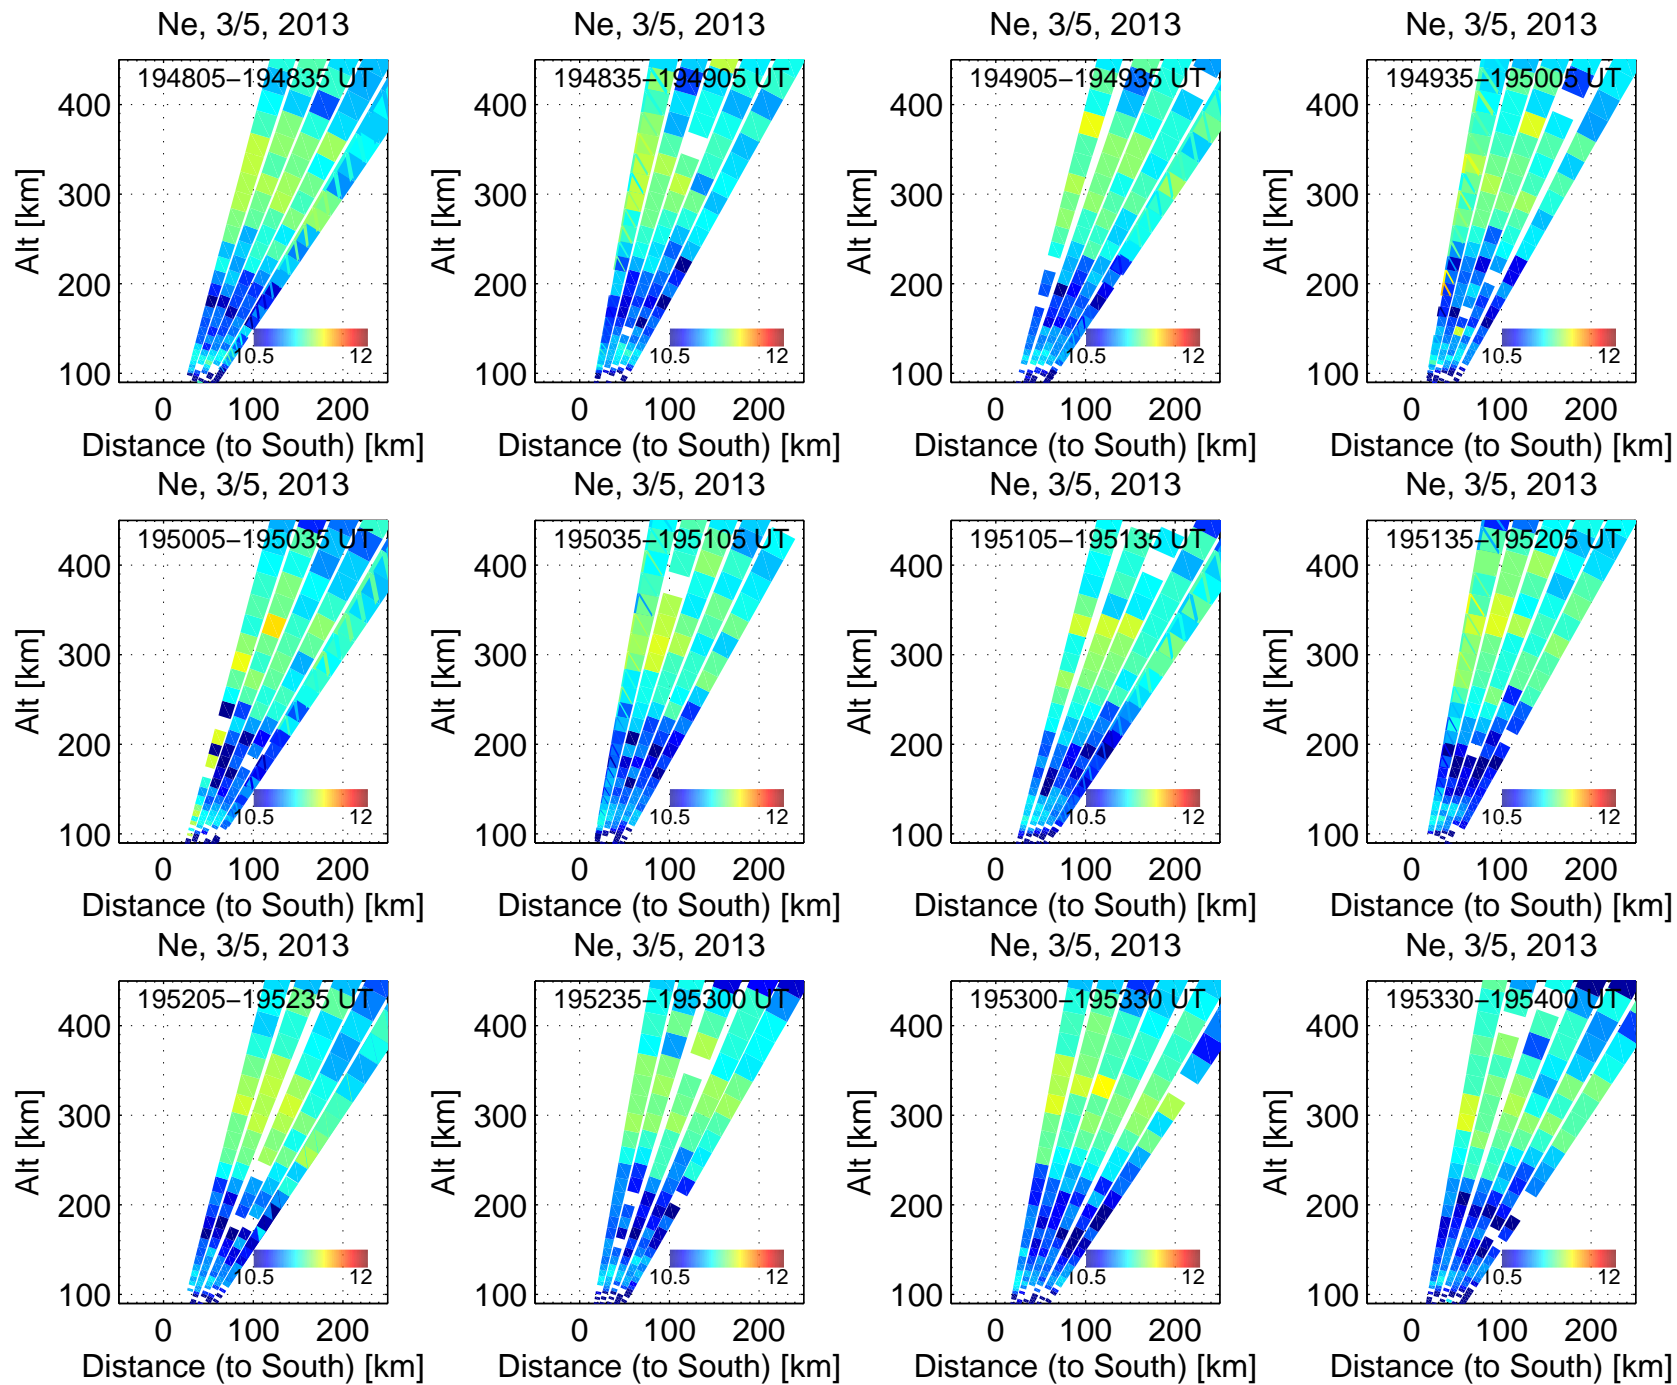 Ne, 3/5, 2013 Ne, 3/5, 2013 Ne, 3/5, 2013 Ne, 3/5, 2013
194805−194835 UT 194835−194905 UT 194905−194935 UT 194935−195005 UT
400 400 400 400
Alt [km] Alt [km] Alt [km] Alt [km]
300 300 300 300
200 200 200 200
10.5 12 10.5 12 10.5 12 10.5 12
100 100 100 100
0 100 200 0 100 200 0 100 200 0 100 200
Distance (to South) [km] Distance (to South) [km] Distance (to South) [km] Distance (to South) [km]
Ne, 3/5, 2013 Ne, 3/5, 2013 Ne, 3/5, 2013 Ne, 3/5, 2013
195005−195035 UT 195035−195105 UT 195105−195135 UT 195135−195205 UT
400 400 400 400
Alt [km] Alt [km] Alt [km] Alt [km]
300 300 300 300
200 200 200 200
10.5 12 10.5 12 10.5 12 10.5 12
100 100 100 100
0 100 200 0 100 200 0 100 200 0 100 200
Distance (to South) [km] Distance (to South) [km] Distance (to South) [km] Distance (to South) [km]
Ne, 3/5, 2013 Ne, 3/5, 2013 Ne, 3/5, 2013 Ne, 3/5, 2013
195205−195235 UT 195235−195300 UT 195300−195330 UT 195330−195400 UT
400 400 400 400
Alt [km] Alt [km] Alt [km] Alt [km]
300 300 300 300
200 200 200 200
10.5 12 10.5 12 10.5 12 10.5 12
100 100 100 100
0 100 200 0 100 200 0 100 200 0 100 200
Distance (to South) [km] Distance (to South) [km] Distance (to South) [km] Distance (to South) [km]